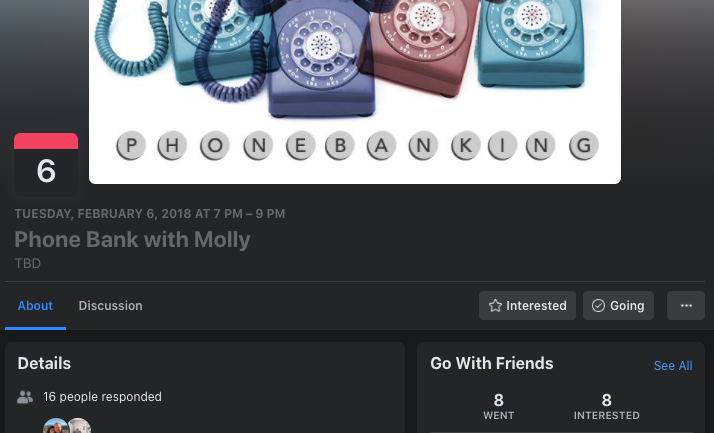 PHONEBANKING
6
TUESDAY, FEBRUARY 6, 2018 AT 7 PM – 9 PM
Phone Bank with Molly
TBD
About Discussion Interested Going ...
Details
16 people responded
Go With Friends See All
8 8
WENT INTERESTED